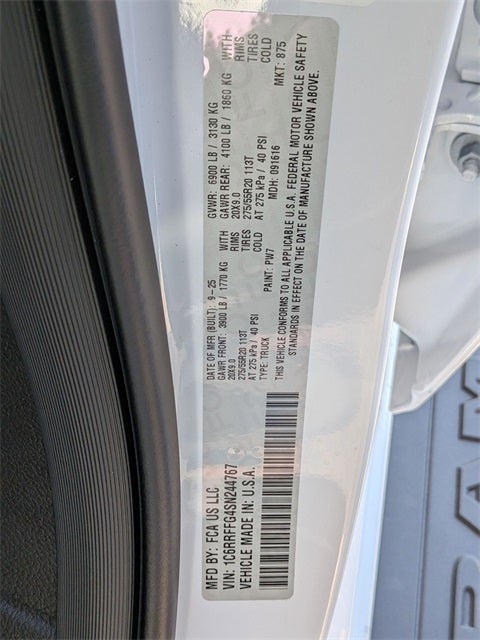 MFD BY: FCA US LLC
DATE OF MFR (BUILT): 9-25
GVWR: 6900 LB / 3130 KG
VIN: 1C6RRFFG4SN244767
GAWR FRONT: 3900 LB / 1770 KG WITH
GAWR REAR: 4100 LB / 1860 KG WITH
VEHICLE MADE IN: U.S.A.
20X9.0 RIMS
20X9.0 RIMS
275/55R20 113T TIRES
275/55R20 113T TIRES
AT 275 kPa / 40 PSI COLD
AT 275 kPa / 40 PSI COLD
TYPE: TRUCK PAINT: PW7 MDH: 091616 MKT: 875
THIS VEHICLE CONFORMS TO ALL APPLICABLE U.S.A. FEDERAL MOTOR VEHICLE SAFETY
STANDARDS IN EFFECT ON THE DATE OF MANUFACTURE SHOWN ABOVE.
RAM